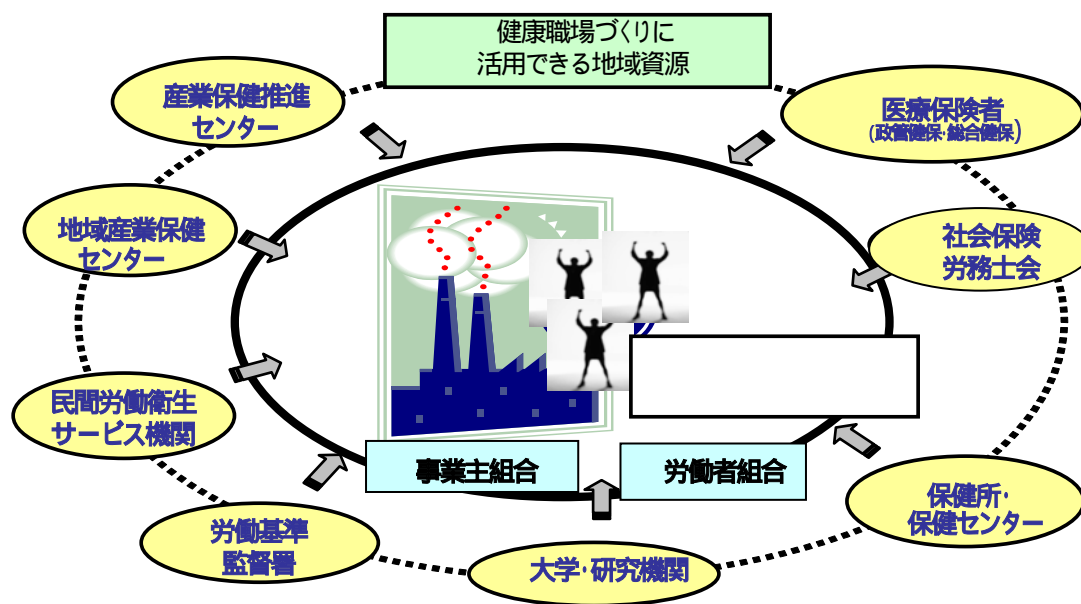 健康職場づくりに
活用できる地域資源
産業保健推進
センター
医療保険者
(政管健保・総合健保)
地域産業保健
センター
社会保険
労務士会
民間労働衛生
サービス機関
事業主組合
労働者組合
保健所・
保健センター
労働基準
監督署
大学・研究機関